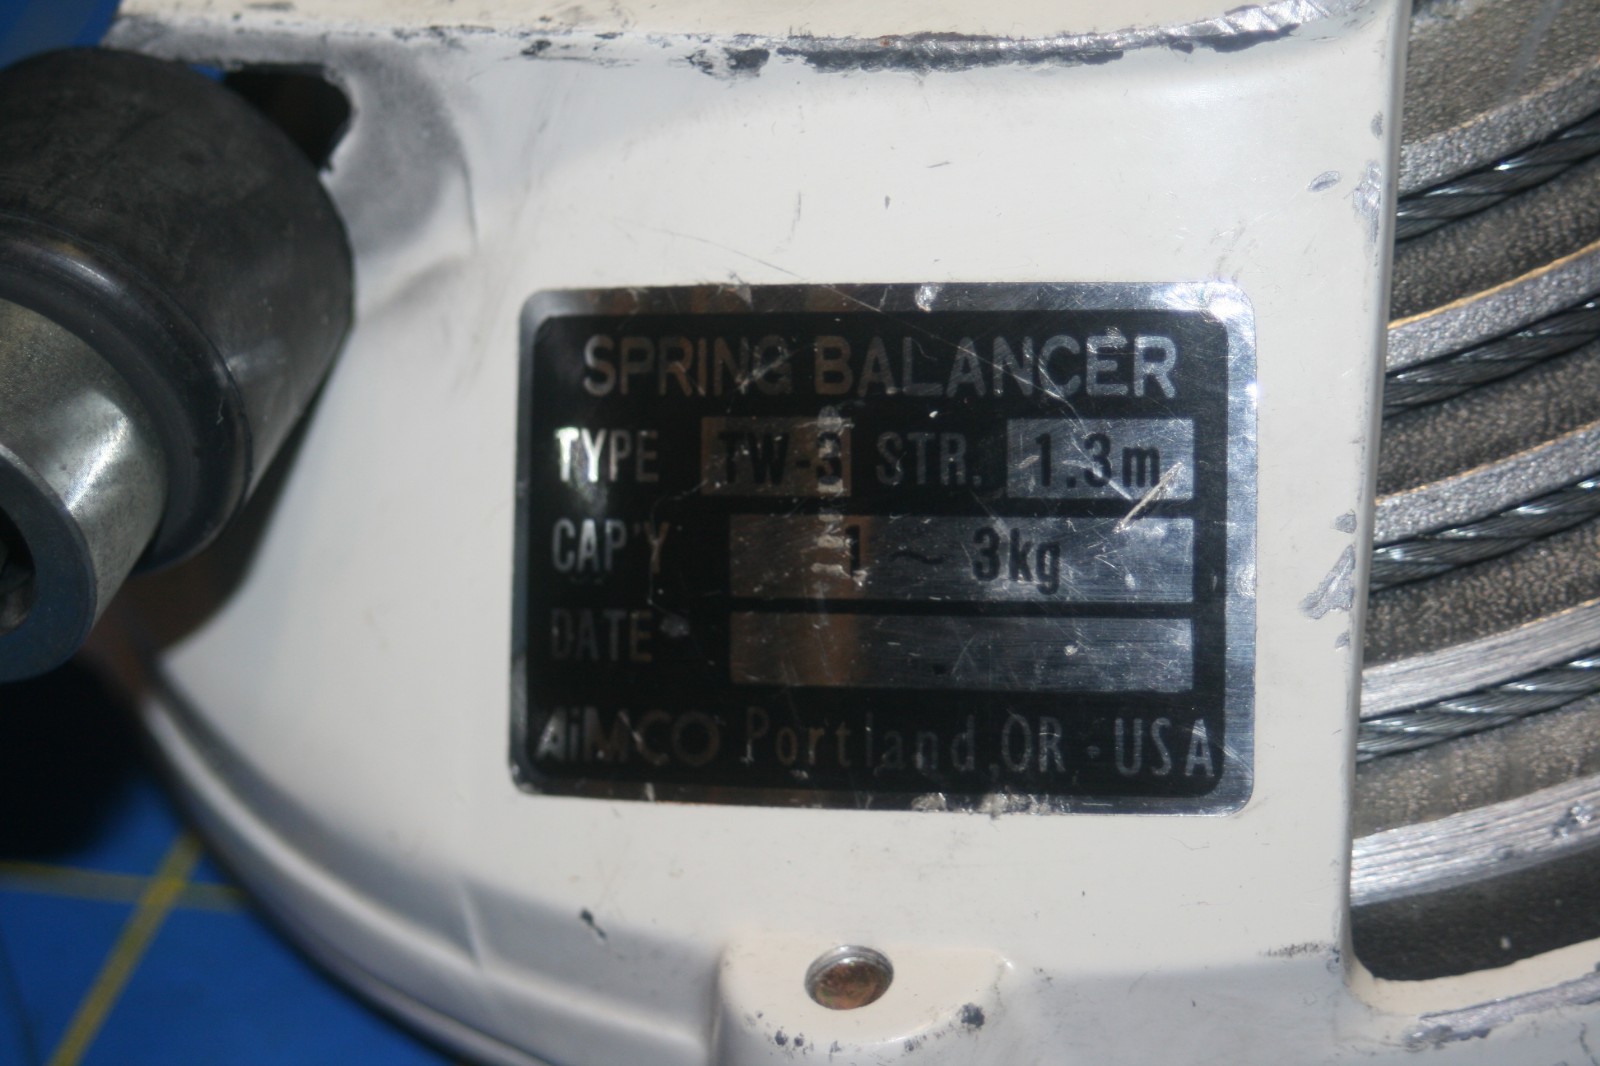 SPRING BALANCER
TYPE TW-3 STR. 1.3m
CAP'Y 1 ~ 3kg
DATE
AiMCO Portland, OR - USA